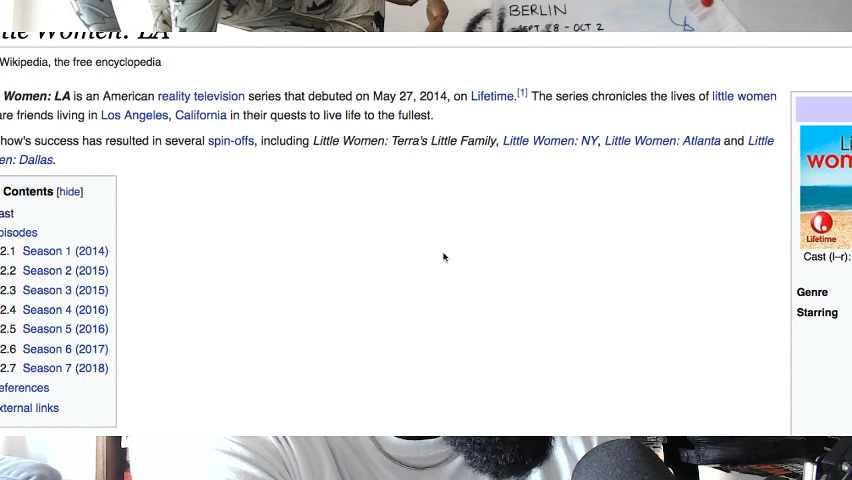 BERLIN
SEPT 28 - OCT 2
tle Women: LA
Wikipedia, the free encyclopedia
Women: LA is an American reality television series that debuted on May 27, 2014, on Lifetime.[1] The series chronicles the lives of little women
are friends living in Los Angeles, California in their quests to live life to the fullest.
how's success has resulted in several spin-offs, including Little Women: Terra's Little Family, Little Women: NY, Little Women: Atlanta and Little
en: Dallas.
Contents [hide]
ast
pisodes
2.1 Season 1 (2014)
2.2 Season 2 (2015)
2.3 Season 3 (2015)
2.4 Season 4 (2016)
2.5 Season 5 (2016)
2.6 Season 6 (2017)
2.7 Season 7 (2018)
eferences
xternal links
Li
wom
Lifetime
Cast (l–r):
Genre
Starring